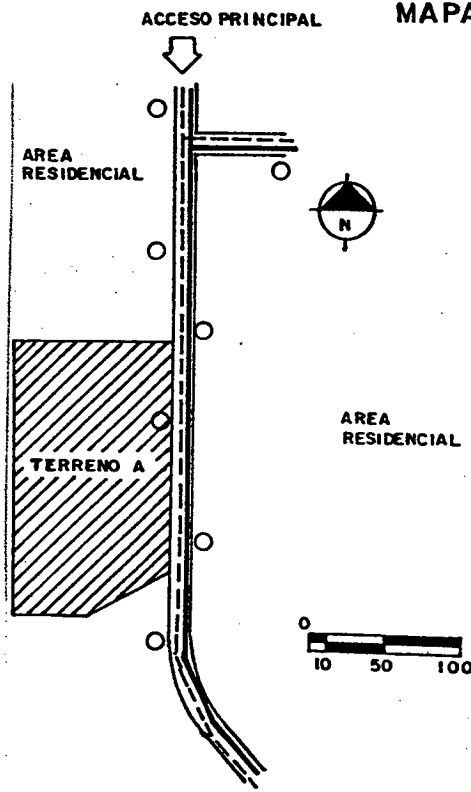 ACCESO PRINCIPAL
MAPA
AREA
RESIDENCIAL
N
TERRENO A
AREA
RESIDENCIAL
0
10 50 100